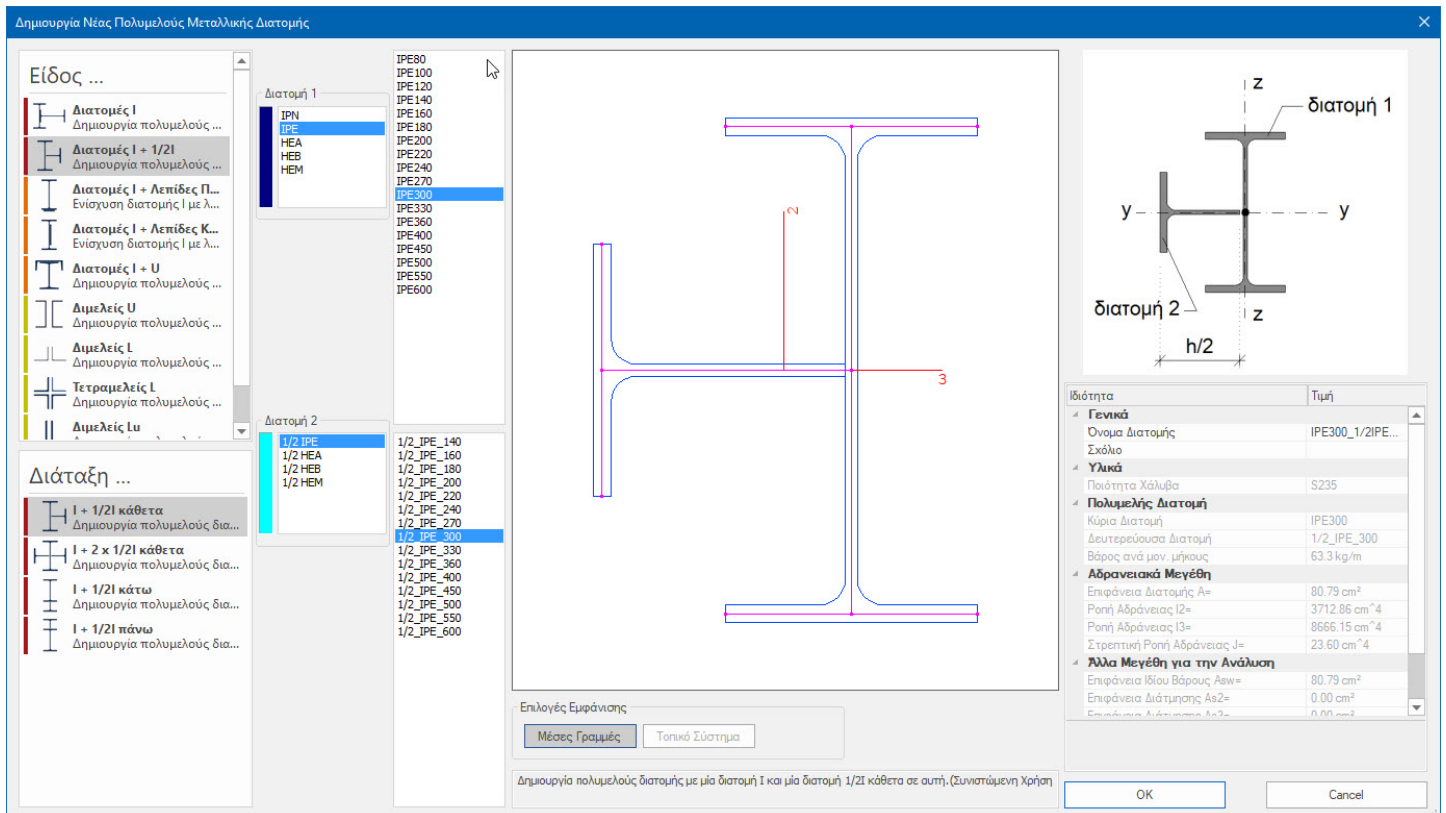 Δημιουργία Νέας Πολυμελούς Μεταλλικής Διατομής
Είδος ...
Διατομές Ι
Δημιουργία πολυμελούς ...
Διατομές Ι + 1/2Ι
Δημιουργία πολυμελούς ...
Διατομές Ι + Λεπίδες Π...
Ενίσχυση διατομής Ι με λ...
Διατομές Ι + Λεπίδες Κ...
Ενίσχυση διατομής Ι με λ...
Διατομές Ι + U
Δημιουργία πολυμελούς ...
Διμελείς U
Δημιουργία πολυμελούς ...
Διμελείς L
Δημιουργία πολυμελούς ...
Τετραμελείς L
Δημιουργία πολυμελούς ...
Διμελείς Lu
Διάταξη ...
Ι + 1/2Ι κάθετα
Δημιουργία πολυμελούς δια...
Ι + 2 x 1/2Ι κάθετα
Δημιουργία πολυμελούς δια...
Ι + 1/2Ι κάτω
Δημιουργία πολυμελούς δια...
Ι + 1/2Ι πάνω
Δημιουργία πολυμελούς δια...
Διατομή 1
IPN
IPE
HEA
HEB
HEM
Διατομή 2
1/2 IPE
1/2 HEA
1/2 HEB
1/2 HEM
IPE80
IPE100
IPE120
IPE140
IPE160
IPE180
IPE200
IPE220
IPE240
IPE270
IPE300
IPE330
IPE360
IPE400
IPE450
IPE500
IPE550
IPE600
1/2_IPE_140
1/2_IPE_160
1/2_IPE_180
1/2_IPE_200
1/2_IPE_220
1/2_IPE_240
1/2_IPE_270
1/2_IPE_300
1/2_IPE_330
1/2_IPE_360
1/2_IPE_400
1/2_IPE_450
1/2_IPE_500
1/2_IPE_550
1/2_IPE_600
2
3
Επιλογές Εμφάνισης
Μέσες Γραμμές
Τοπικό Σύστημα
Δημιουργία πολυμελούς διατομής με μία διατομή Ι και μία διατομή 1/2Ι κάθετα σε αυτή.(Συνιστώμενη Χρήση
z
διατομή 1
y
y
διατομή 2
z
h/2
Ιδιότητα Τιμή
Γενικά
Όνομα Διατομής IPE300_1/2IPE...
Σχόλιο
Υλικά
Ποιότητα Χάλυβα S235
Πολυμελής Διατομή
Κύρια Διατομή IPE300
Δευτερεύουσα Διατομή 1/2_IPE_300
Βάρος ανά μον. μήκους 63.3 kg/m
Αδρανειακά Μεγέθη
Επιφάνεια Διατομής A= 80.79 cm²
Ροπή Αδράνειας I2= 3712.86 cm^4
Ροπή Αδράνειας I3= 8666.15 cm^4
Στρεπτική Ροπή Αδράνειας J= 23.60 cm^4
Άλλα Μεγέθη για την Ανάλυση
Επιφάνεια Ιδίου Βάρους Asw= 80.79 cm²
Επιφάνεια Διάτμησης As2= 0.00 cm²
Επιφάνεια Διάτμησης As3= 0.00 cm²
OK
Cancel